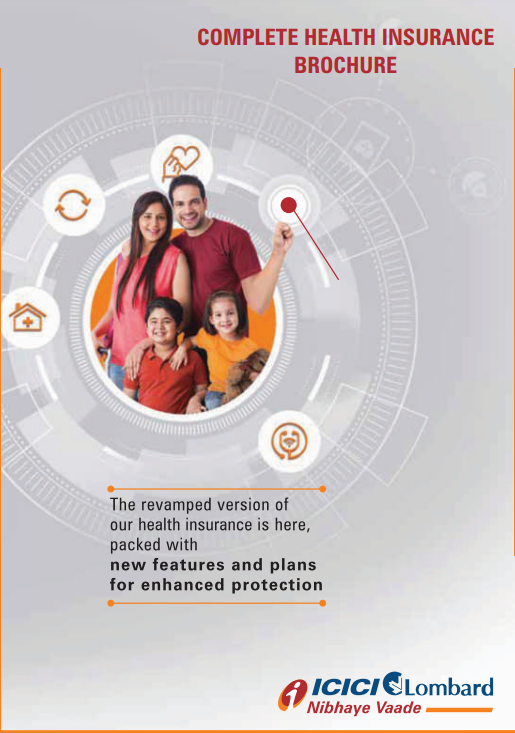 COMPLETE HEALTH INSURANCE
BROCHURE
The revamped version of
our health insurance is here,
packed with
new features and plans
for enhanced protection
ICICI Lombard
Nibhaye Vaade